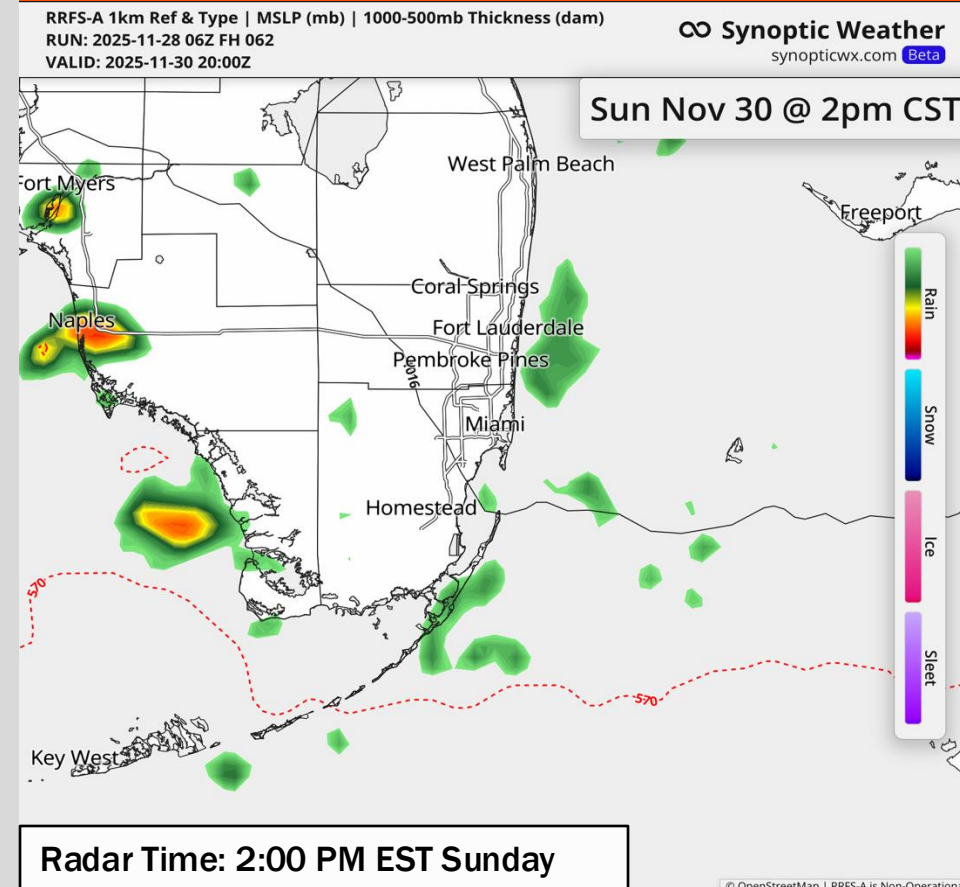 RRFS-A 1km Ref & Type | MSLP (mb) | 1000-500mb Thickness (dam)
RUN: 2025-11-28 06Z FH 062
VALID: 2025-11-30 20:00Z
Synoptic Weather
synopticwx.com Beta
Sun Nov 30 @ 2pm CST
West Palm Beach
Fort Myers
Freeport
Coral Springs
Rain
Naples
Fort Lauderdale
Pembroke Pines
1016
Snow
Miami
Homestead
Ice
570
Sleet
570
Key West
Radar Time: 2:00 PM EST Sunday
© OpenStreetMap | RRFS-A is Non-Operational